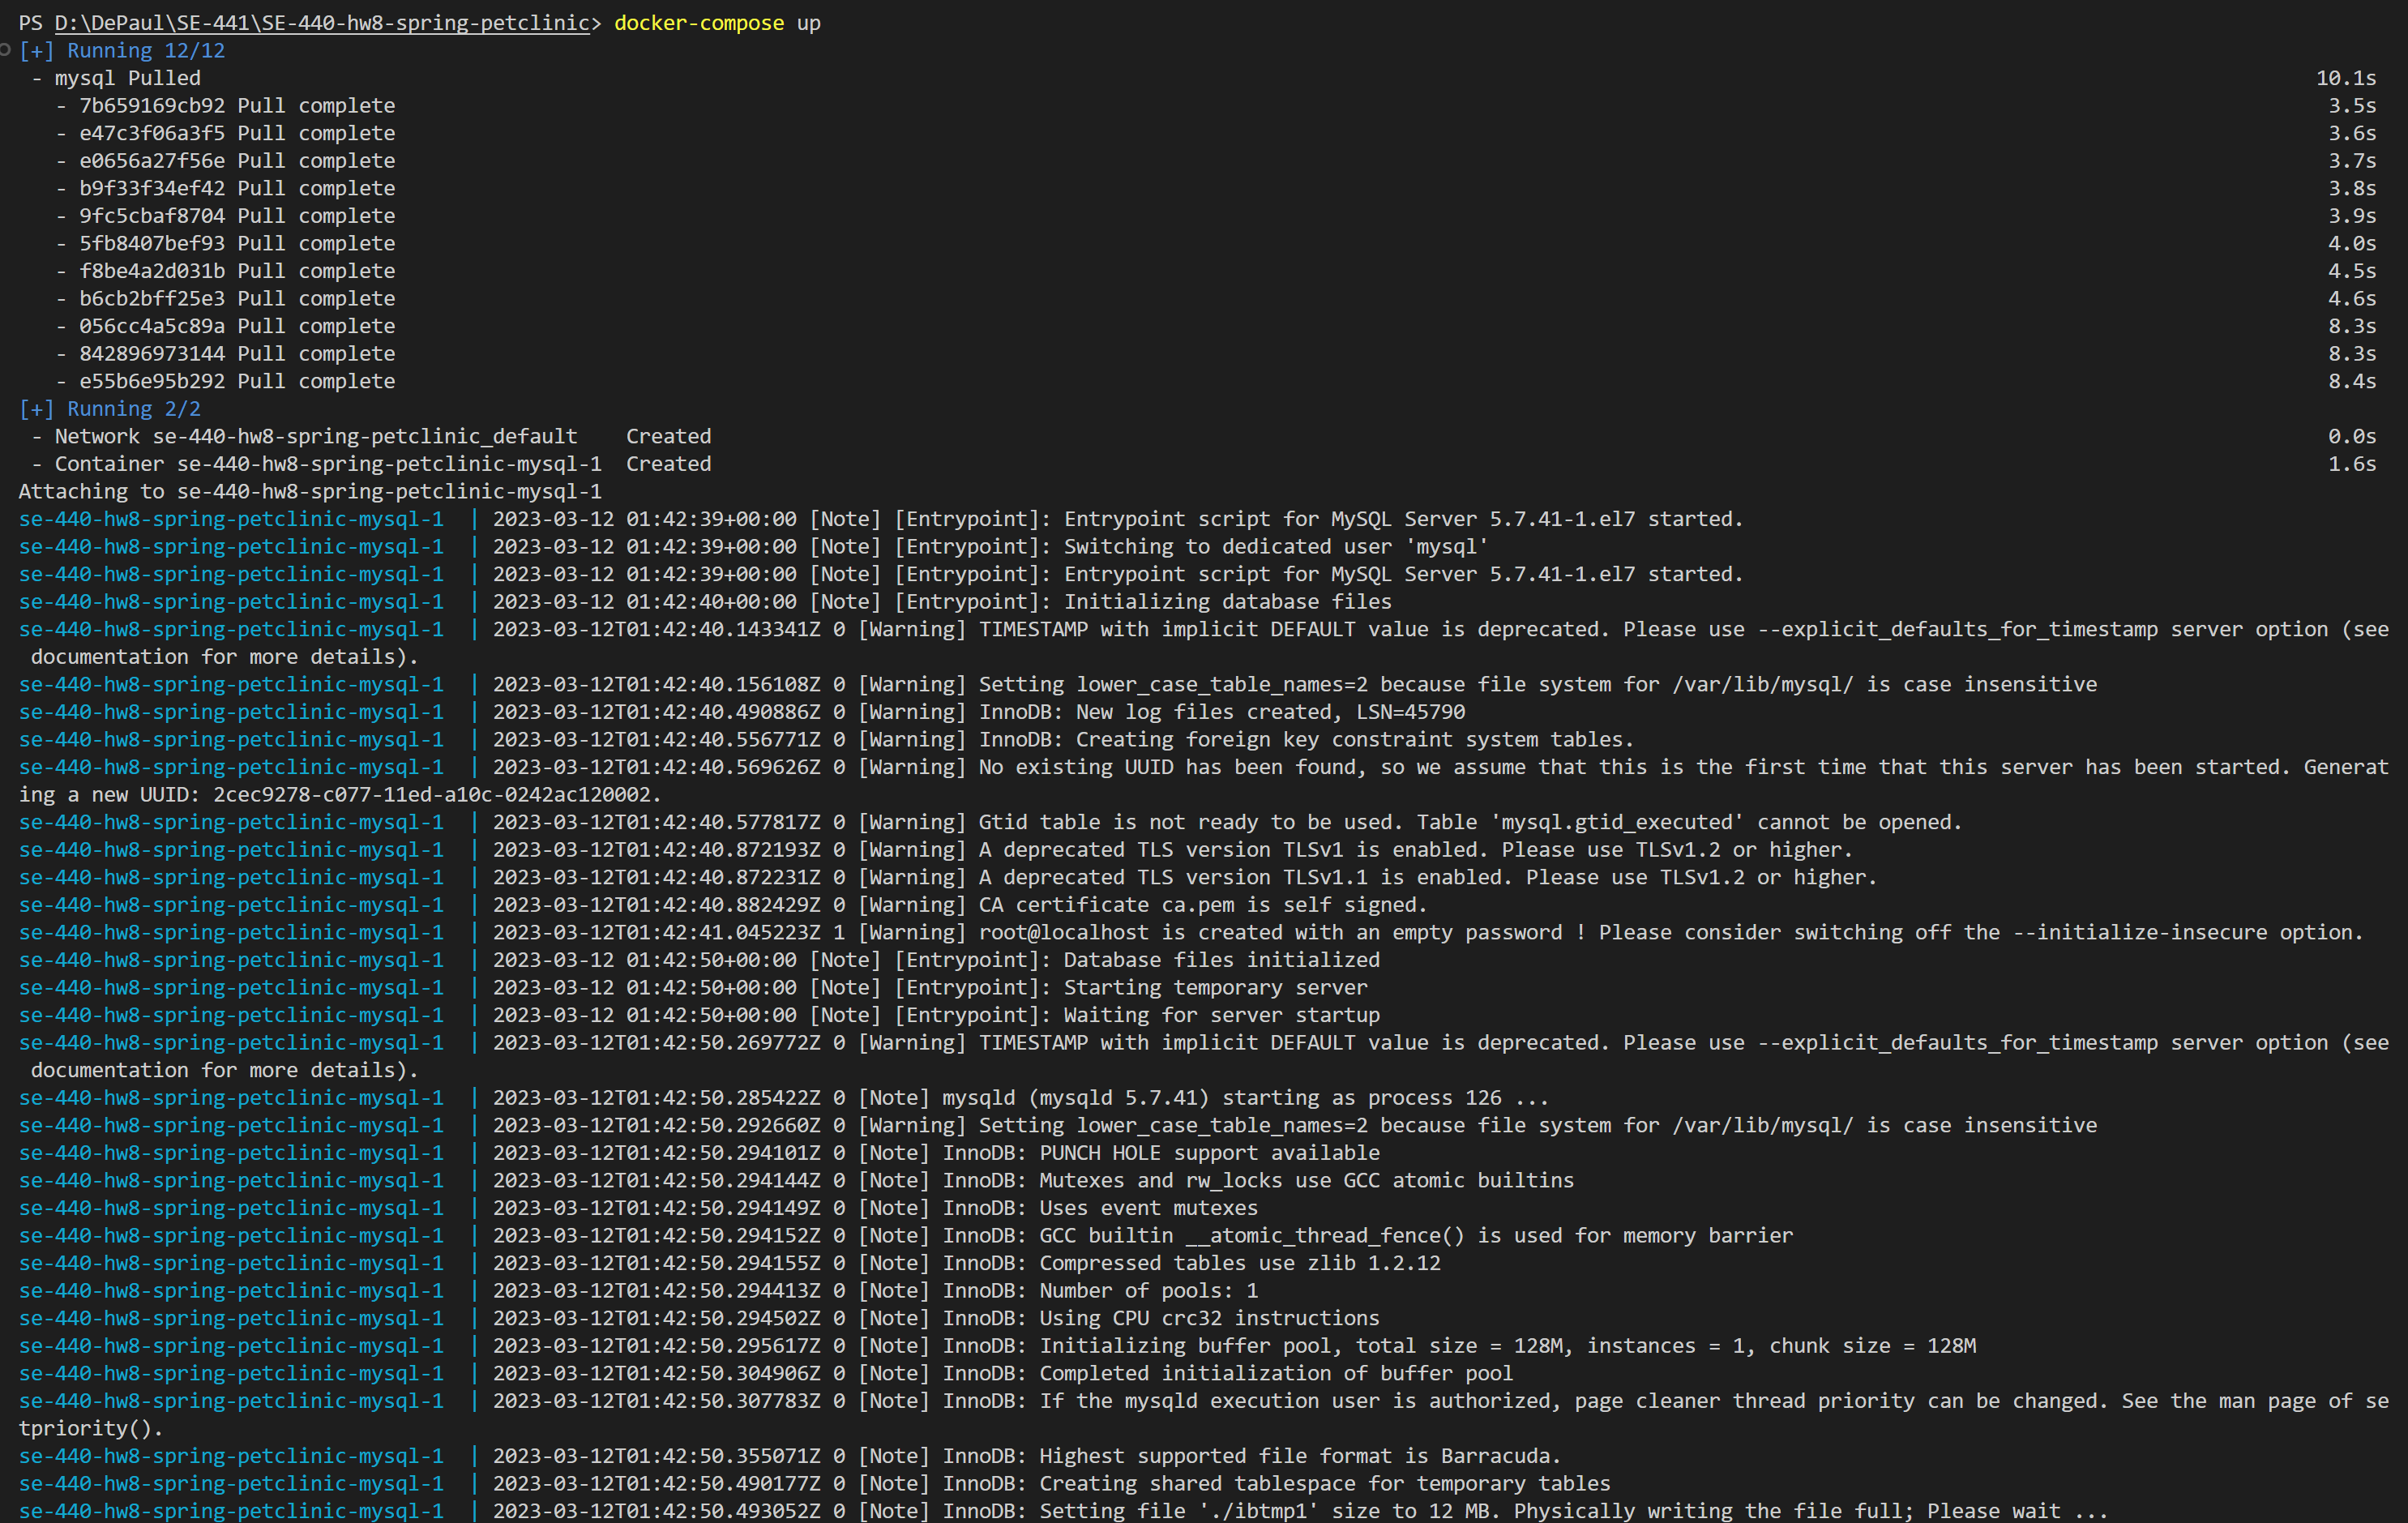 PS D:\DePaul\SE-441\SE-440-hw8-spring-petclinic> docker-compose up
[+] Running 12/12
 - mysql Pulled 10.1s
   - 7b659169cb92 Pull complete 3.5s
   - e47c3f06a3f5 Pull complete 3.6s
   - e0656a27f56e Pull complete 3.7s
   - b9f33f34ef42 Pull complete 3.8s
   - 9fc5cbaf8704 Pull complete 3.9s
   - 5fb8407bef93 Pull complete 4.0s
   - f8be4a2d031b Pull complete 4.5s
   - b6cb2bff25e3 Pull complete 4.6s
   - 056cc4a5c89a Pull complete 8.3s
   - 842896973144 Pull complete 8.3s
   - e55b6e95b292 Pull complete 8.4s
[+] Running 2/2
 - Network se-440-hw8-spring-petclinic_default    Created 0.0s
 - Container se-440-hw8-spring-petclinic-mysql-1  Created 1.6s
Attaching to se-440-hw8-spring-petclinic-mysql-1
se-440-hw8-spring-petclinic-mysql-1  | 2023-03-12 01:42:39+00:00 [Note] [Entrypoint]: Entrypoint script for MySQL Server 5.7.41-1.el7 started.
se-440-hw8-spring-petclinic-mysql-1  | 2023-03-12 01:42:39+00:00 [Note] [Entrypoint]: Switching to dedicated user 'mysql'
se-440-hw8-spring-petclinic-mysql-1  | 2023-03-12 01:42:39+00:00 [Note] [Entrypoint]: Entrypoint script for MySQL Server 5.7.41-1.el7 started.
se-440-hw8-spring-petclinic-mysql-1  | 2023-03-12 01:42:40+00:00 [Note] [Entrypoint]: Initializing database files
se-440-hw8-spring-petclinic-mysql-1  | 2023-03-12T01:42:40.143341Z 0 [Warning] TIMESTAMP with implicit DEFAULT value is deprecated. Please use --explicit_defaults_for_timestamp server option (see
 documentation for more details).
se-440-hw8-spring-petclinic-mysql-1  | 2023-03-12T01:42:40.156108Z 0 [Warning] Setting lower_case_table_names=2 because file system for /var/lib/mysql/ is case insensitive
se-440-hw8-spring-petclinic-mysql-1  | 2023-03-12T01:42:40.490886Z 0 [Warning] InnoDB: New log files created, LSN=45790
se-440-hw8-spring-petclinic-mysql-1  | 2023-03-12T01:42:40.556771Z 0 [Warning] InnoDB: Creating foreign key constraint system tables.
se-440-hw8-spring-petclinic-mysql-1  | 2023-03-12T01:42:40.569626Z 0 [Warning] No existing UUID has been found, so we assume that this is the first time that this server has been started. Generat
ing a new UUID: 2cec9278-c077-11ed-a10c-0242ac120002.
se-440-hw8-spring-petclinic-mysql-1  | 2023-03-12T01:42:40.577817Z 0 [Warning] Gtid table is not ready to be used. Table 'mysql.gtid_executed' cannot be opened.
se-440-hw8-spring-petclinic-mysql-1  | 2023-03-12T01:42:40.872193Z 0 [Warning] A deprecated TLS version TLSv1 is enabled. Please use TLSv1.2 or higher.
se-440-hw8-spring-petclinic-mysql-1  | 2023-03-12T01:42:40.872231Z 0 [Warning] A deprecated TLS version TLSv1.1 is enabled. Please use TLSv1.2 or higher.
se-440-hw8-spring-petclinic-mysql-1  | 2023-03-12T01:42:40.882429Z 0 [Warning] CA certificate ca.pem is self signed.
se-440-hw8-spring-petclinic-mysql-1  | 2023-03-12T01:42:41.045223Z 1 [Warning] root@localhost is created with an empty password ! Please consider switching off the --initialize-insecure option.
se-440-hw8-spring-petclinic-mysql-1  | 2023-03-12 01:42:50+00:00 [Note] [Entrypoint]: Database files initialized
se-440-hw8-spring-petclinic-mysql-1  | 2023-03-12 01:42:50+00:00 [Note] [Entrypoint]: Starting temporary server
se-440-hw8-spring-petclinic-mysql-1  | 2023-03-12 01:42:50+00:00 [Note] [Entrypoint]: Waiting for server startup
se-440-hw8-spring-petclinic-mysql-1  | 2023-03-12T01:42:50.269772Z 0 [Warning] TIMESTAMP with implicit DEFAULT value is deprecated. Please use --explicit_defaults_for_timestamp server option (see
 documentation for more details).
se-440-hw8-spring-petclinic-mysql-1  | 2023-03-12T01:42:50.285422Z 0 [Note] mysqld (mysqld 5.7.41) starting as process 126 ...
se-440-hw8-spring-petclinic-mysql-1  | 2023-03-12T01:42:50.292660Z 0 [Warning] Setting lower_case_table_names=2 because file system for /var/lib/mysql/ is case insensitive
se-440-hw8-spring-petclinic-mysql-1  | 2023-03-12T01:42:50.294101Z 0 [Note] InnoDB: PUNCH HOLE support available
se-440-hw8-spring-petclinic-mysql-1  | 2023-03-12T01:42:50.294144Z 0 [Note] InnoDB: Mutexes and rw_locks use GCC atomic builtins
se-440-hw8-spring-petclinic-mysql-1  | 2023-03-12T01:42:50.294149Z 0 [Note] InnoDB: Uses event mutexes
se-440-hw8-spring-petclinic-mysql-1  | 2023-03-12T01:42:50.294152Z 0 [Note] InnoDB: GCC builtin __atomic_thread_fence() is used for memory barrier
se-440-hw8-spring-petclinic-mysql-1  | 2023-03-12T01:42:50.294155Z 0 [Note] InnoDB: Compressed tables use zlib 1.2.12
se-440-hw8-spring-petclinic-mysql-1  | 2023-03-12T01:42:50.294413Z 0 [Note] InnoDB: Number of pools: 1
se-440-hw8-spring-petclinic-mysql-1  | 2023-03-12T01:42:50.294502Z 0 [Note] InnoDB: Using CPU crc32 instructions
se-440-hw8-spring-petclinic-mysql-1  | 2023-03-12T01:42:50.295617Z 0 [Note] InnoDB: Initializing buffer pool, total size = 128M, instances = 1, chunk size = 128M
se-440-hw8-spring-petclinic-mysql-1  | 2023-03-12T01:42:50.304906Z 0 [Note] InnoDB: Completed initialization of buffer pool
se-440-hw8-spring-petclinic-mysql-1  | 2023-03-12T01:42:50.307783Z 0 [Note] InnoDB: If the mysqld execution user is authorized, page cleaner thread priority can be changed. See the man page of se
tpriority().
se-440-hw8-spring-petclinic-mysql-1  | 2023-03-12T01:42:50.355071Z 0 [Note] InnoDB: Highest supported file format is Barracuda.
se-440-hw8-spring-petclinic-mysql-1  | 2023-03-12T01:42:50.490177Z 0 [Note] InnoDB: Creating shared tablespace for temporary tables
se-440-hw8-spring-petclinic-mysql-1  | 2023-03-12T01:42:50.493052Z 0 [Note] InnoDB: Setting file './ibtmp1' size to 12 MB. Physically writing the file full; Please wait ...